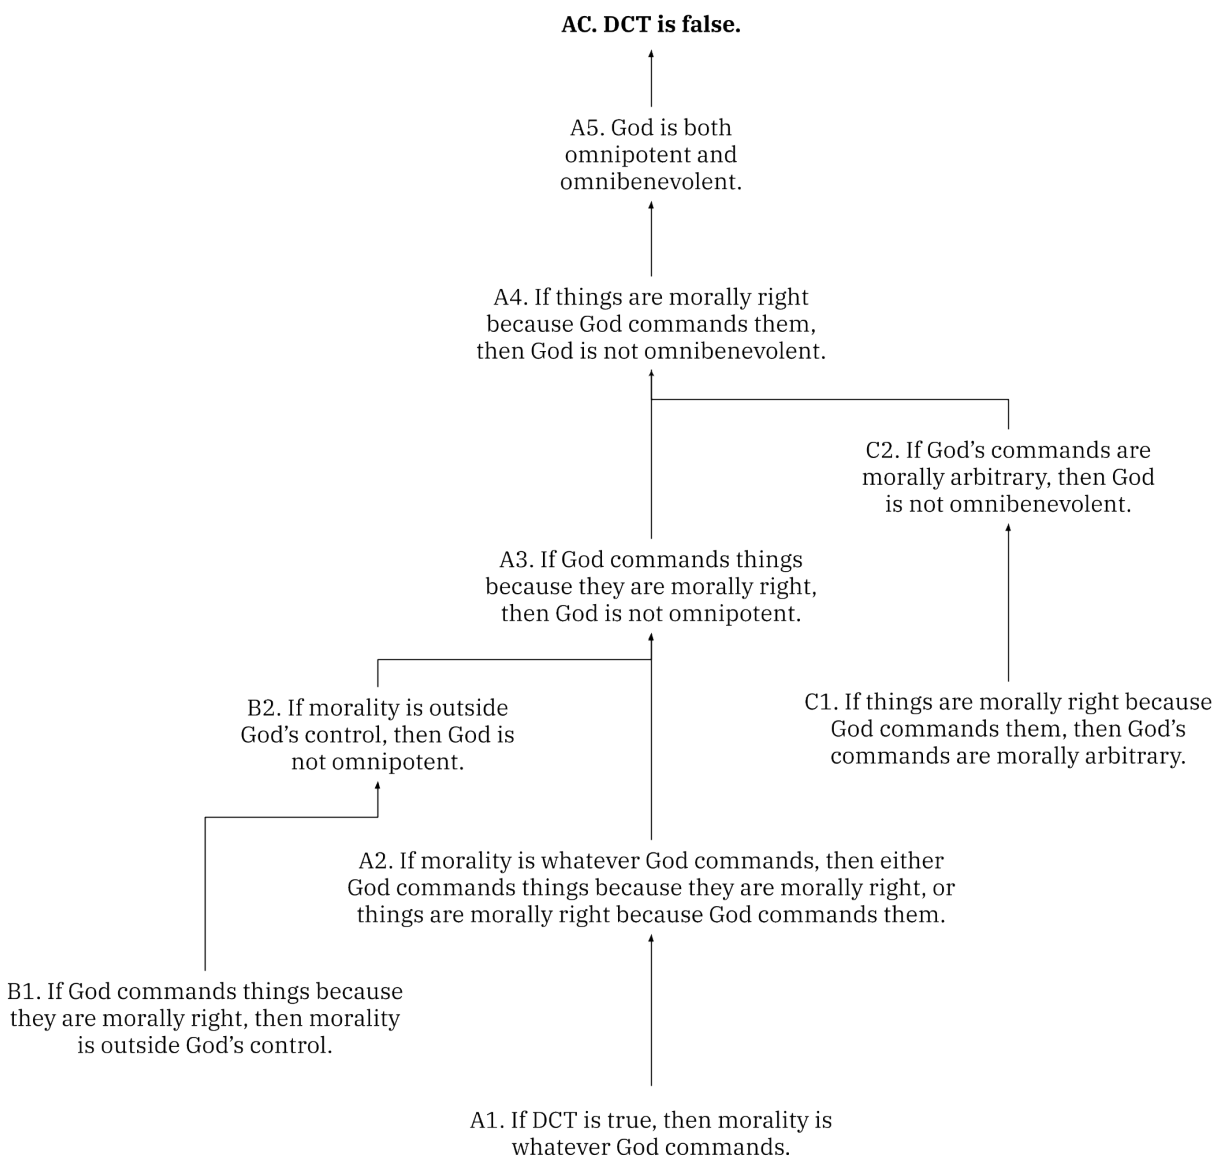 AC. DCT is false.
A5. God is both
omnipotent and
omnibenevolent.
A4. If things are morally right
because God commands them,
then God is not omnibenevolent.
C2. If God’s commands are
morally arbitrary, then God
is not omnibenevolent.
A3. If God commands things
because they are morally right,
then God is not omnipotent.
B2. If morality is outside
God’s control, then God is
not omnipotent.
C1. If things are morally right because
God commands them, then God’s
commands are morally arbitrary.
A2. If morality is whatever God commands, then either
God commands things because they are morally right, or
things are morally right because God commands them.
B1. If God commands things because
they are morally right, then morality
is outside God’s control.
A1. If DCT is true, then morality is
whatever God commands.